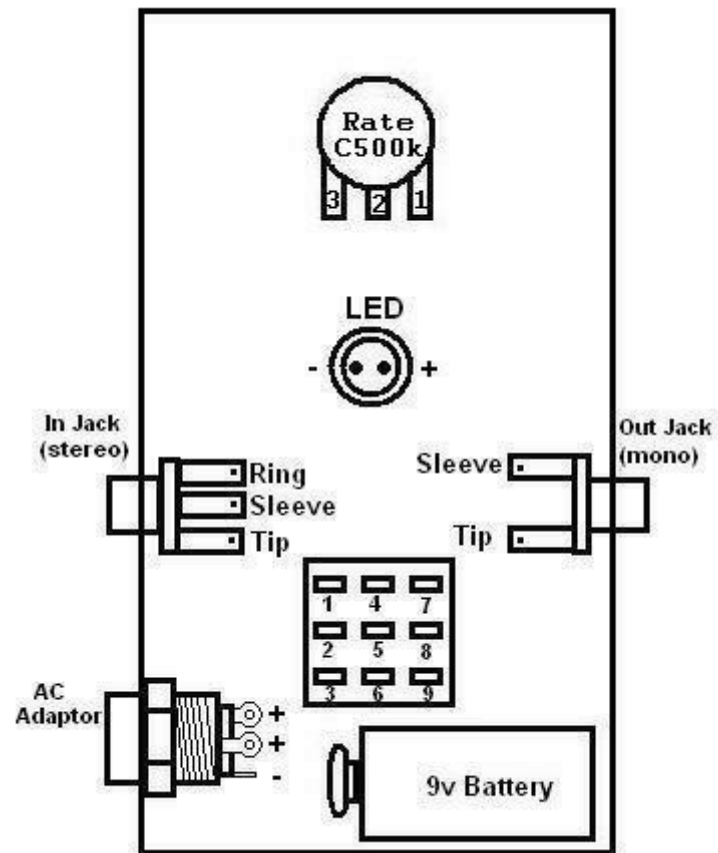 Rate
C500k
3 2 1
LED
- +
In Jack
(stereo)
Out Jack
(mono)
Ring
Sleeve
Sleeve
Tip
Tip
1 4 7
2 5 8
3 6 9
AC
Adaptor
+
+
-
9v Battery